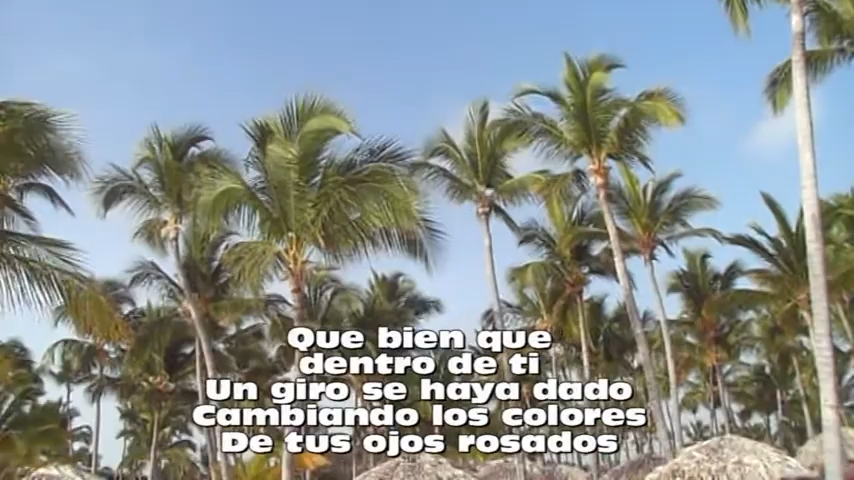 Que bien que
dentro de ti
Un giro se haya dado
Cambiando los colores
De tus ojos rosados